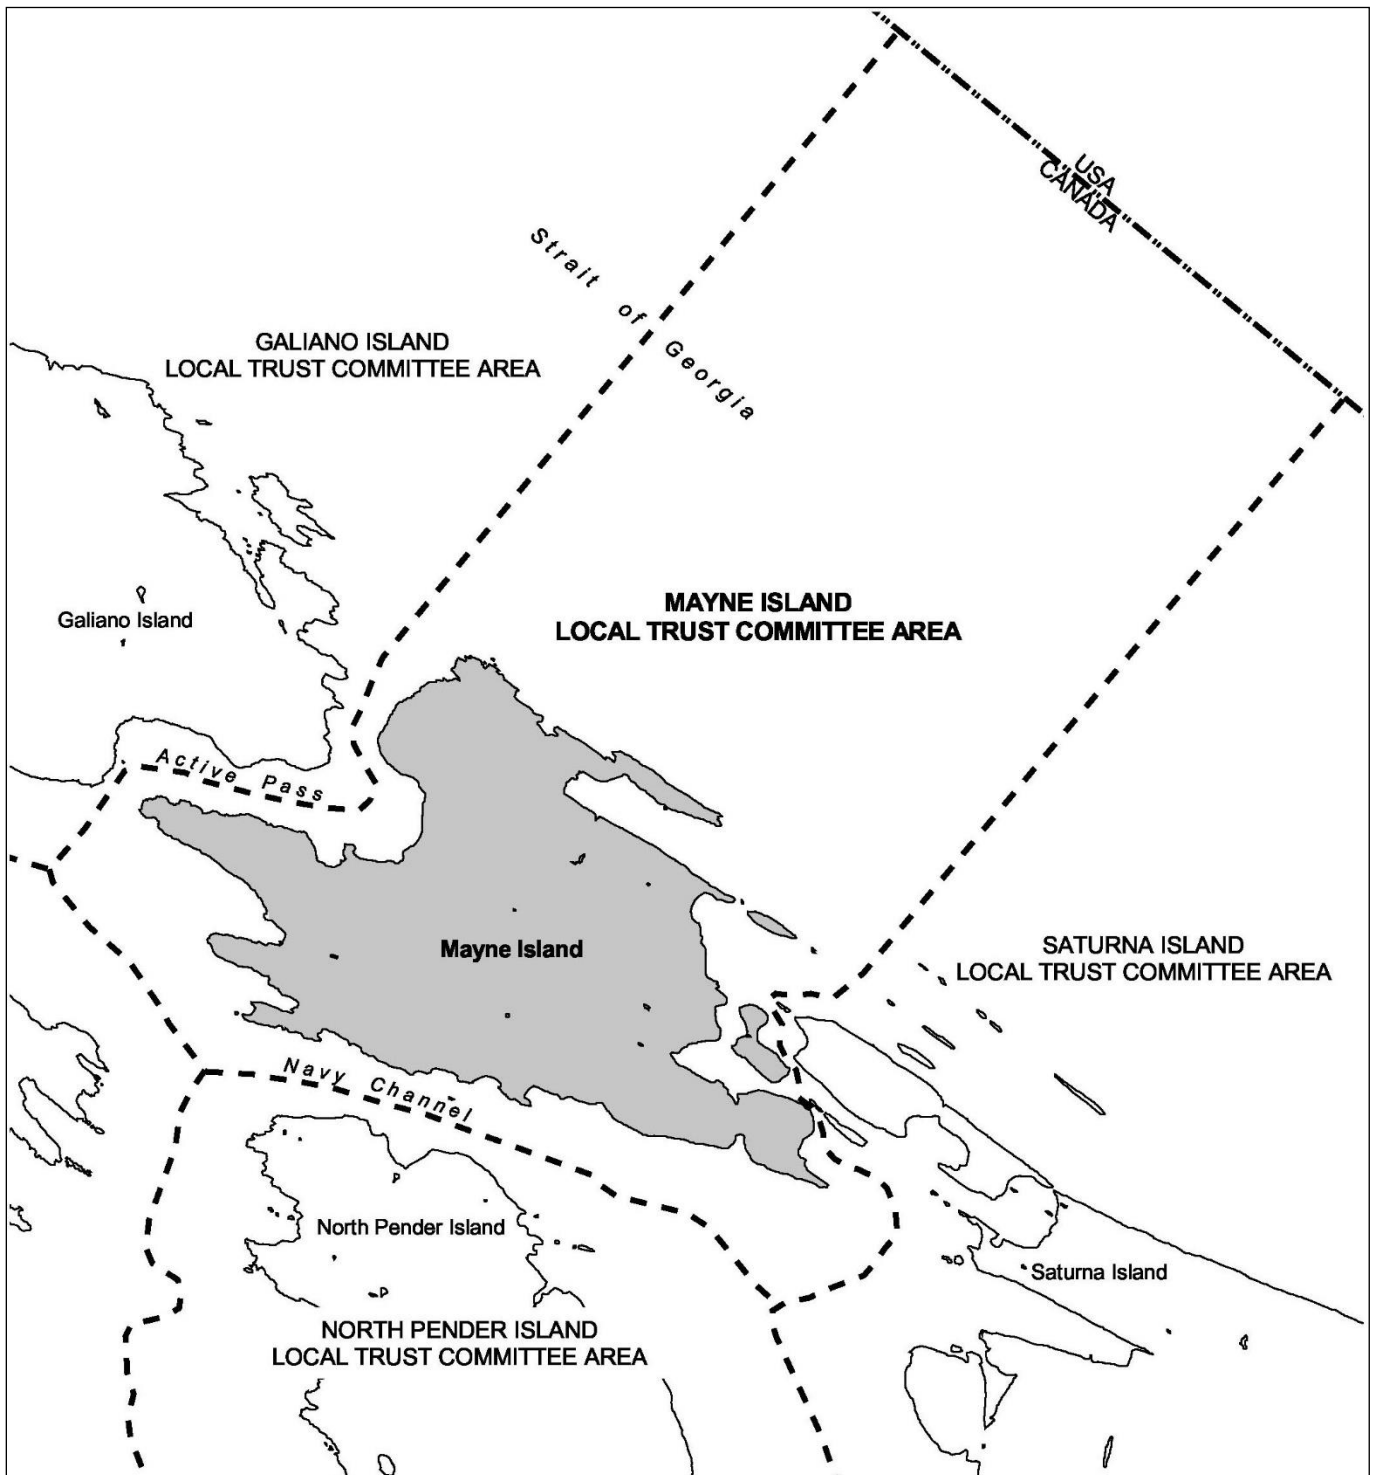 USA
CANADA
Strait of Georgia
GALIANO ISLAND
LOCAL TRUST COMMITTEE AREA
MAYNE ISLAND
LOCAL TRUST COMMITTEE AREA
Galiano Island
Active Pass
Mayne Island
SATURNA ISLAND
LOCAL TRUST COMMITTEE AREA
Navy Channel
North Pender Island
Saturna Island
NORTH PENDER ISLAND
LOCAL TRUST COMMITTEE AREA